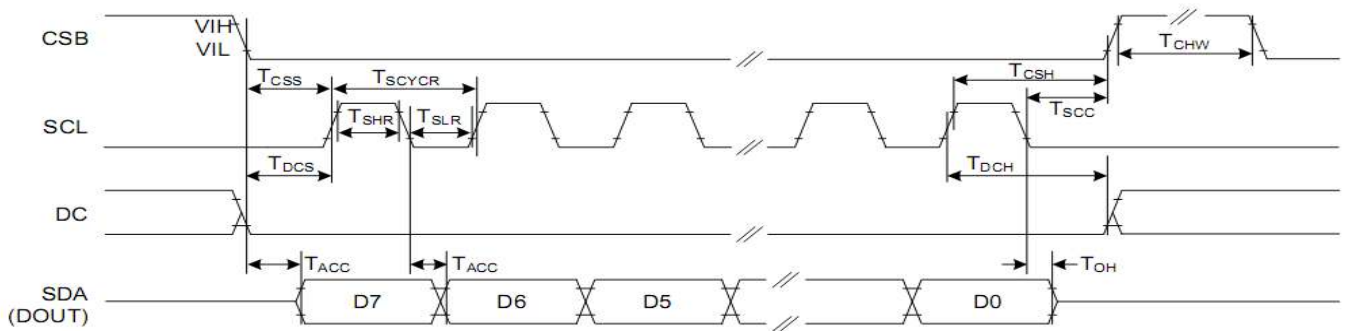 CSB
VIH
VIL
TCHW
TCSS
TSCYCR
TCSH
SCL
TSHR
TSLR
TSCC
TDCS
TDCH
DC
TACC
TACC
TOH
SDA
(DOUT)
D7
D6
D5
D0